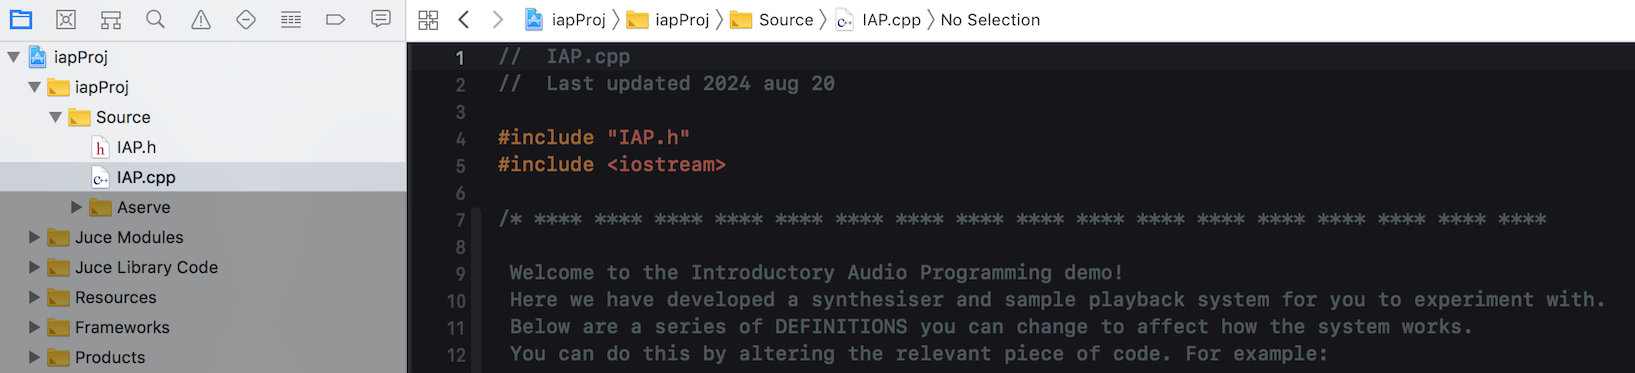 iapProj 〉 iapProj 〉 Source 〉 IAP.cpp 〉 No Selection
iapProj
iapProj
Source
h IAP.h
C++ IAP.cpp
Aserve
Juce Modules
Juce Library Code
Resources
Frameworks
Products
1 //  IAP.cpp
2 //  Last updated 2024 aug 20
3
4 #include "IAP.h"
5 #include <iostream>
6
7 /* **** **** **** **** **** **** **** **** **** **** **** **** **** **** **** **** ****
8
9 Welcome to the Introductory Audio Programming demo!
10 Here we have developed a synthesiser and sample playback system for you to experiment with.
11 Below are a series of DEFINITIONS you can change to affect how the system works.
12 You can do this by altering the relevant piece of code. For example: